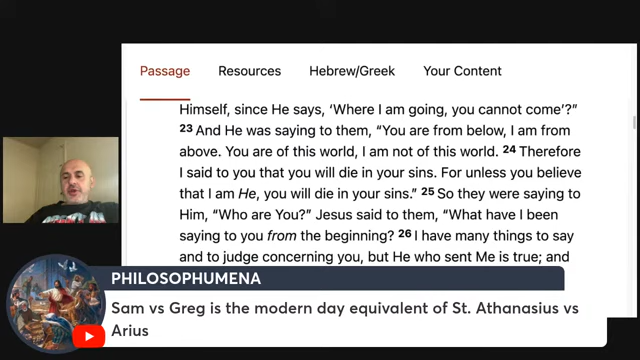 Passage
Resources
Hebrew/Greek
Your Content
Himself, since He says, ‘Where I am going, you cannot come’?”
23 And He was saying to them, “You are from below, I am from
above. You are of this world, I am not of this world. 24 Therefore
I said to you that you will die in your sins. For unless you believe
that I am He, you will die in your sins.” 25 So they were saying to
Him, “Who are You?” Jesus said to them, “What have I been
saying to you from the beginning? 26 I have many things to say
and to judge concerning you, but He who sent Me is true; and
PHILOSOPHUMENA
Sam vs Greg is the modern day equivalent of St. Athanasius vs
Arius